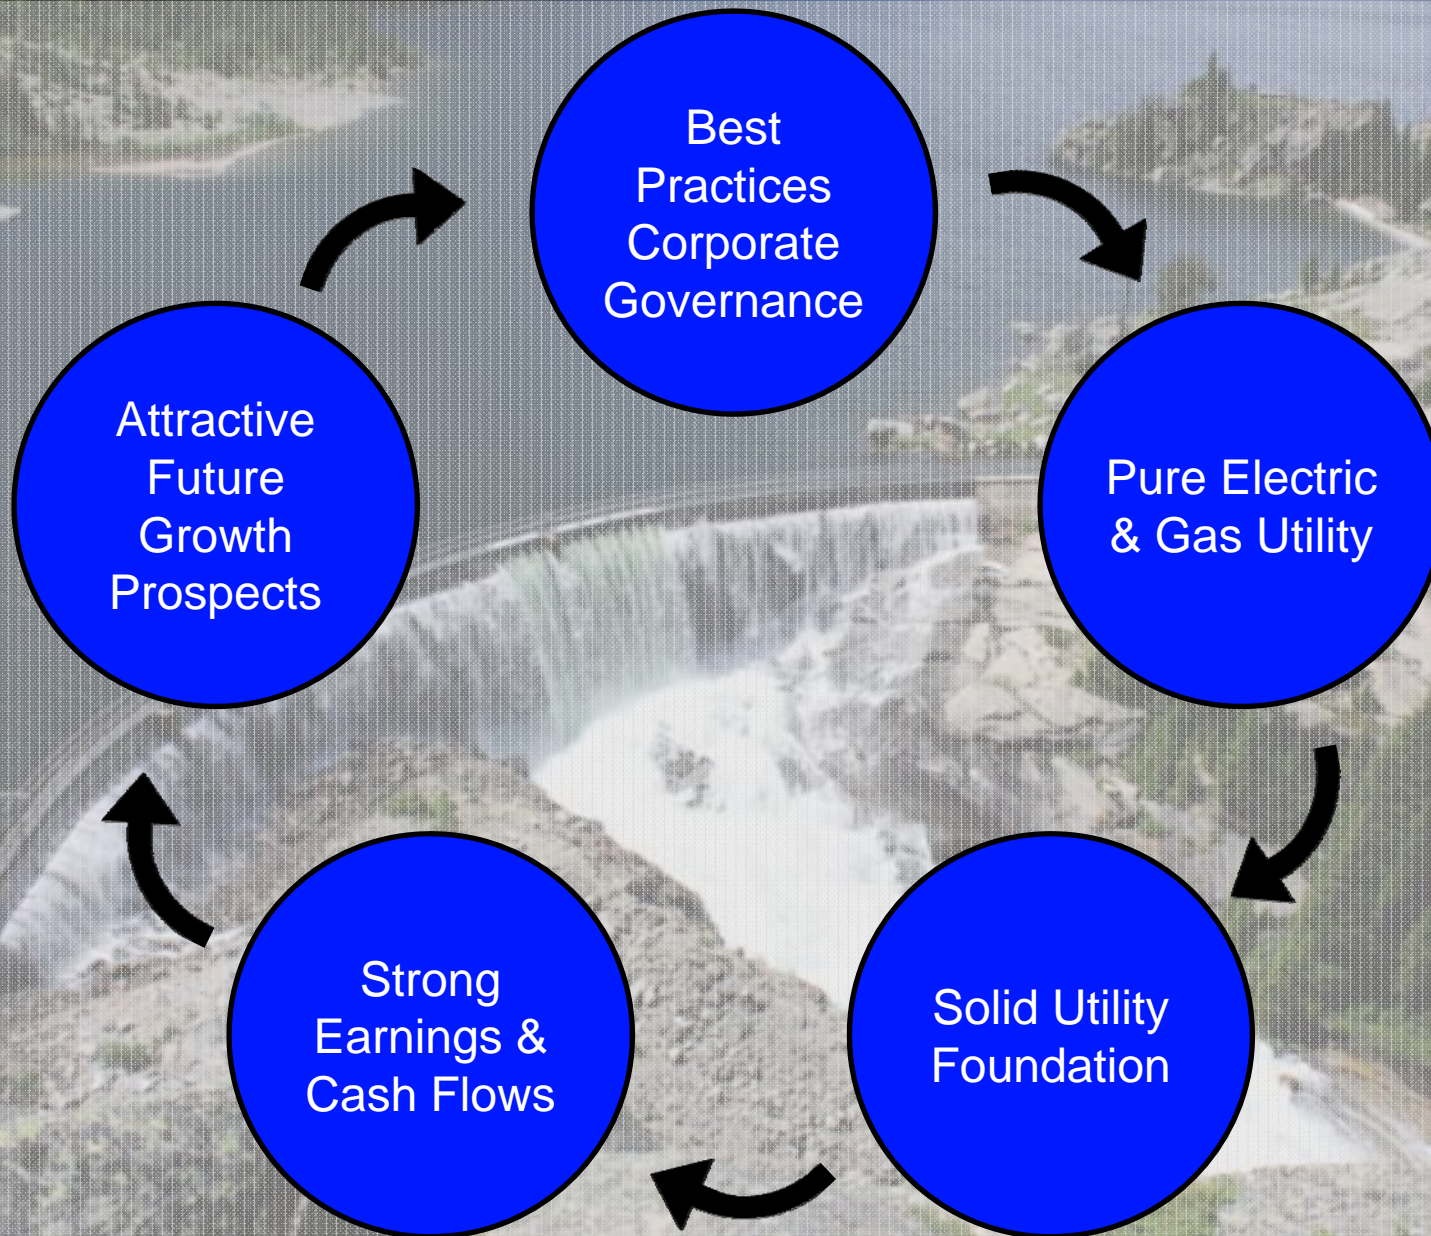 Best
Practices
Corporate
Governance
Pure Electric
& Gas Utility
Solid Utility
Foundation
Strong
Earnings &
Cash Flows
Attractive
Future
Growth
Prospects